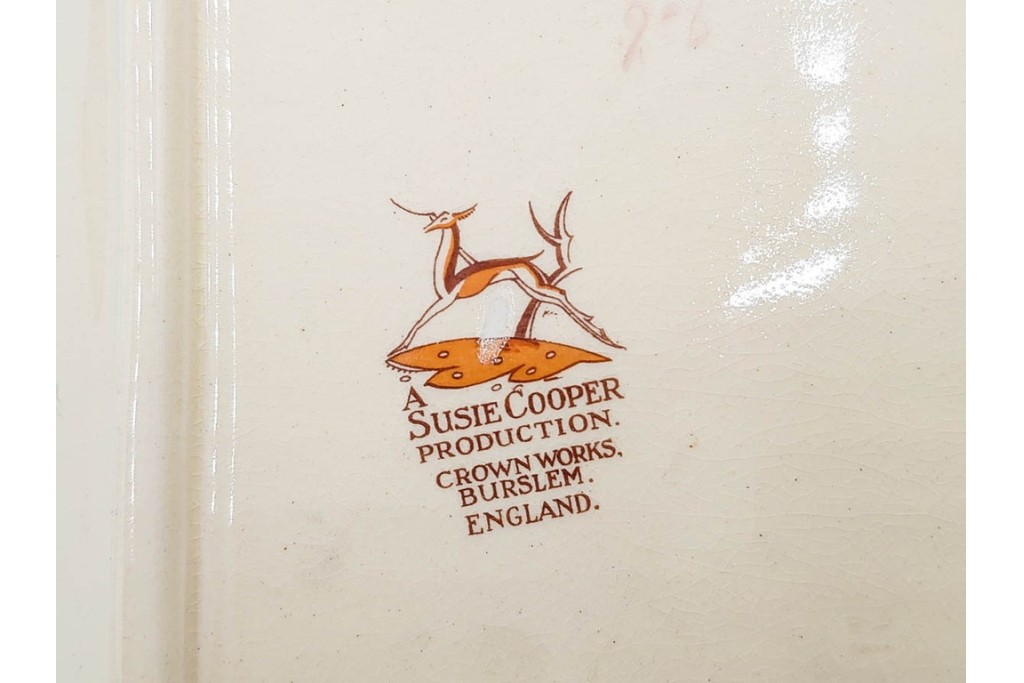 A
SUSIE COOPER
PRODUCTION.
CROWN WORKS,
BURSLEM.
ENGLAND.